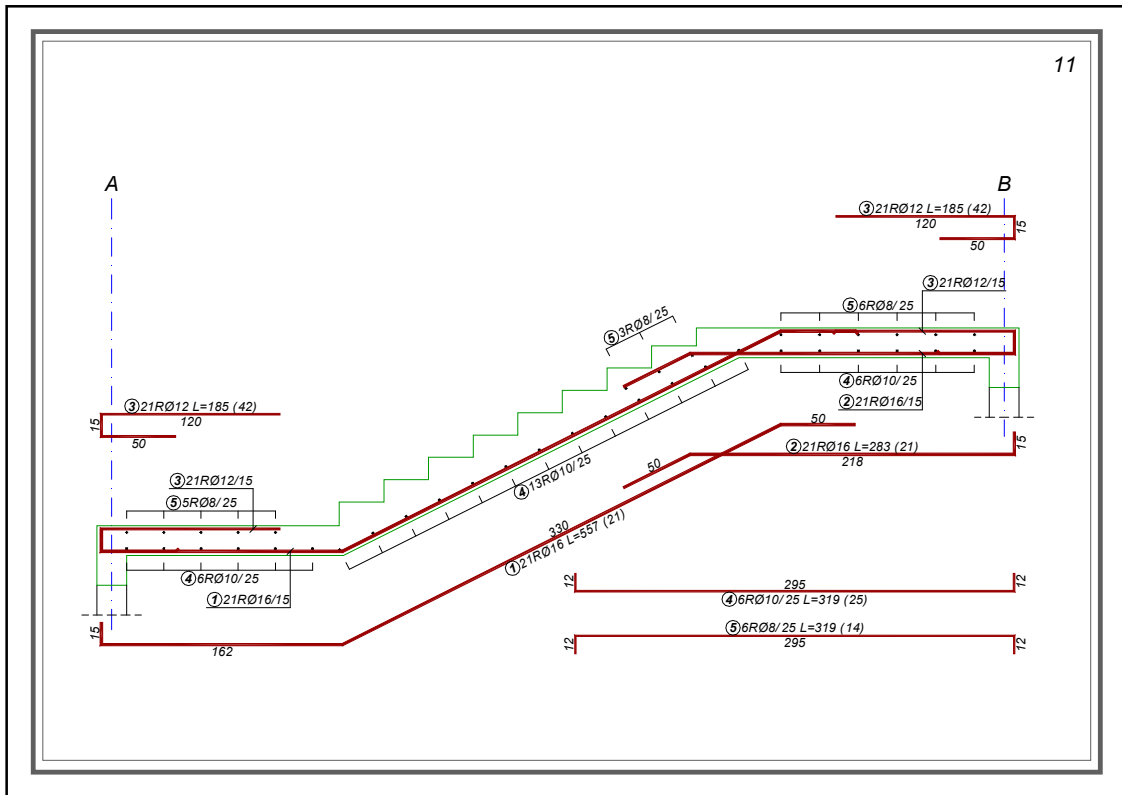 11
A
B
③21RØ12 L=185 (42)
120
15
50
③21RØ12/15
⑤6RØ8/25
⑤3RØ8/25
④6RØ10/25
②21RØ16/15
③21RØ12 L=185 (42)
120
15
50
50
②21RØ16 L=283 (21)
218
15
50
④13RØ10/25
③21RØ12/15
⑤5RØ8/25
330
①21RØ16 L=557 (21)
④6RØ10/25
①21RØ16/15
15
162
12
295
12
④6RØ10/25 L=319 (25)
⑤6RØ8/25 L=319 (14)
12
295
12